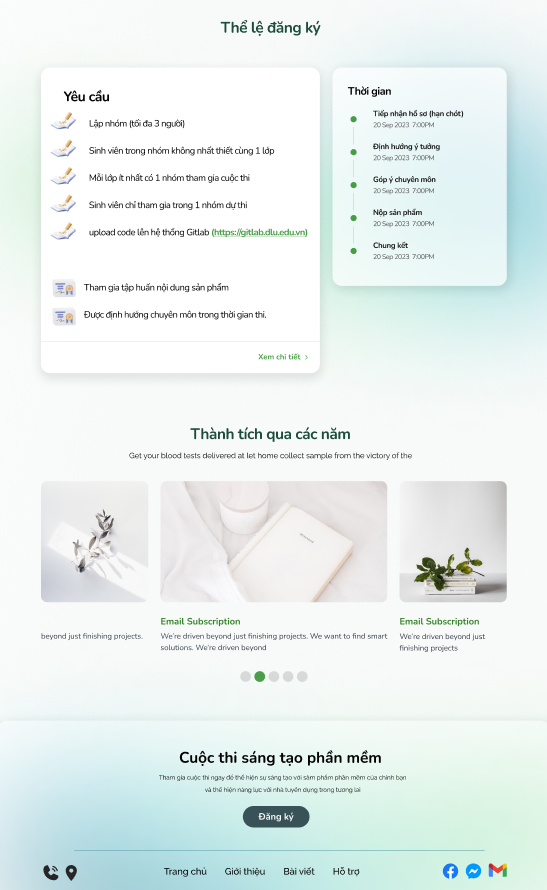 Thể lệ đăng ký
Yêu cầu
Lập nhóm (tối đa 3 người)
Sinh viên trong nhóm không nhất thiết cùng 1 lớp
Mỗi lớp ít nhất có 1 nhóm tham gia cuộc thi
Sinh viên chỉ tham gia trong 1 nhóm dự thi
upload code lên hệ thống Gitlab (https://gitlab.dlu.edu.vn)
Tham gia tập huấn nội dung sản phẩm
Được định hướng chuyên môn trong thời gian thi.
Xem chi tiết
Thời gian
Tiếp nhận hồ sơ (hạn chót)
20 Sep 2023 7:00PM
Định hướng ý tưởng
20 Sep 2023 7:00PM
Góp ý chuyên môn
20 Sep 2023 7:00PM
Nộp sản phẩm
20 Sep 2023 7:00PM
Chung kết
20 Sep 2023 7:00PM
Thành tích qua các năm
Get your blood tests delivered at let home collect sample from the victory of the
beyond just finishing projects.
Email Subscription
We're driven beyond just finishing projects. We want to find smart
solutions. We're driven beyond
Email Subscription
We're driven beyond just
finishing projects
Cuộc thi sáng tạo phần mềm
Tham gia cuộc thi ngay để thể hiện sự sáng tạo với sảm phẩm phần mềm của chính bạn
và thể hiện năng lực với nhà tuyển dụng trong tương lai
Đăng ký
Trang chủ Giới thiệu Bài viết Hỗ trợ